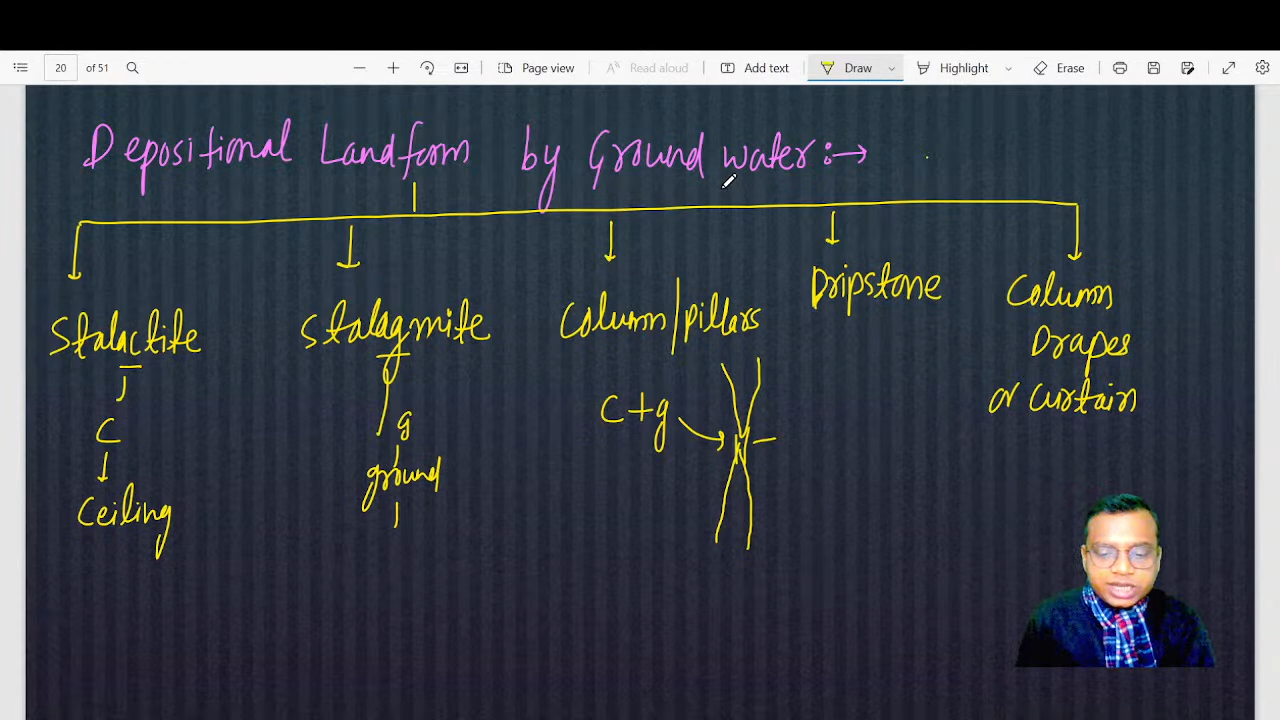 20 of 51
Page view
Read aloud
Add text
Draw
Highlight
Erase
Depositional Landform by Ground water :→
Stalactite
Stalagmite
Column/pillars
Dripstone
Column
Drapes
or Curtain
C
Ceiling
g
ground
C+g